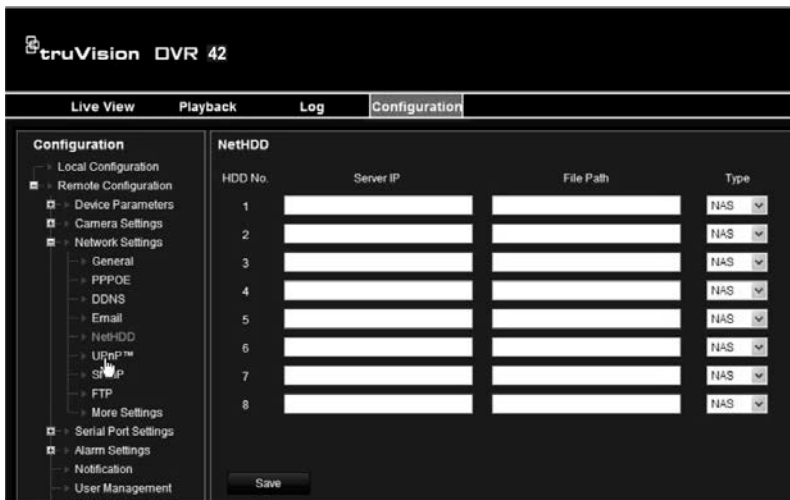 truVision DVR 42
Live View Playback Log Configuration
Configuration
Local Configuration
Remote Configuration
Device Parameters
Camera Settings
Network Settings
General
PPPOE
DDNS
Email
NetHDD
UPnP™
FTP
More Settings
Serial Port Settings
Alarm Settings
Notification
User Management
NetHDD
HDD No. Server IP File Path Type
1 NAS
2 NAS
3 NAS
4 NAS
5 NAS
6 NAS
7 NAS
8 NAS
Save